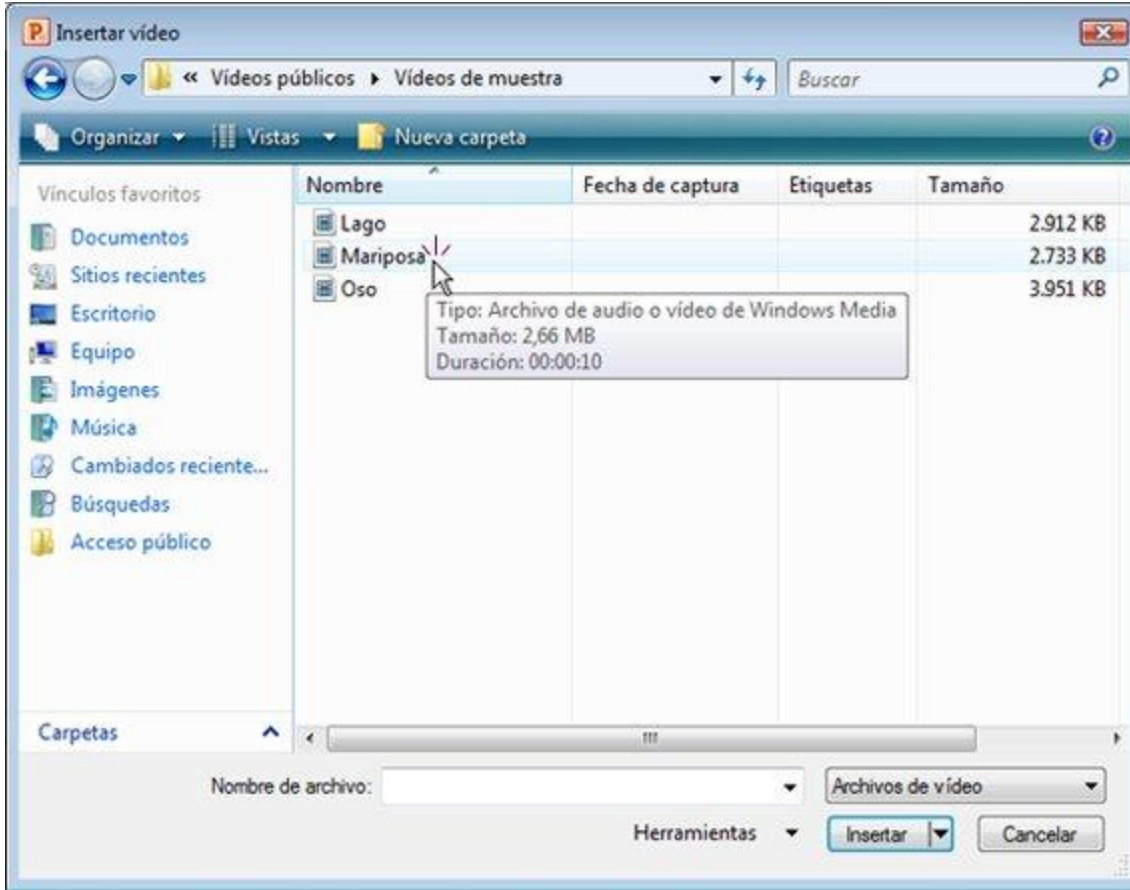 Insertar vídeo
« Vídeos públicos ▸ Vídeos de muestra
Buscar
Organizar Vistas Nueva carpeta
Vínculos favoritos
Documentos
Sitios recientes
Escritorio
Equipo
Imágenes
Música
Cambiados reciente...
Búsquedas
Acceso público
Carpetas
Nombre Fecha de captura Etiquetas Tamaño
Lago 2.912 KB
Mariposa 2.733 KB
Oso 3.951 KB
Tipo: Archivo de audio o vídeo de Windows Media
Tamaño: 2,66 MB
Duración: 00:00:10
Nombre de archivo: Archivos de vídeo
Herramientas Insertar Cancelar